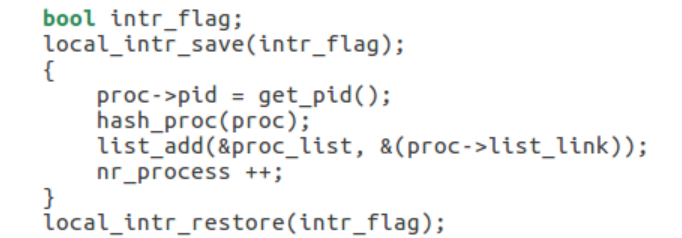 bool intr_flag;
local_intr_save(intr_flag);
{
    proc->pid = get_pid();
    hash_proc(proc);
    list_add(&proc_list, &(proc->list_link));
    nr_process ++;
}
local_intr_restore(intr_flag);